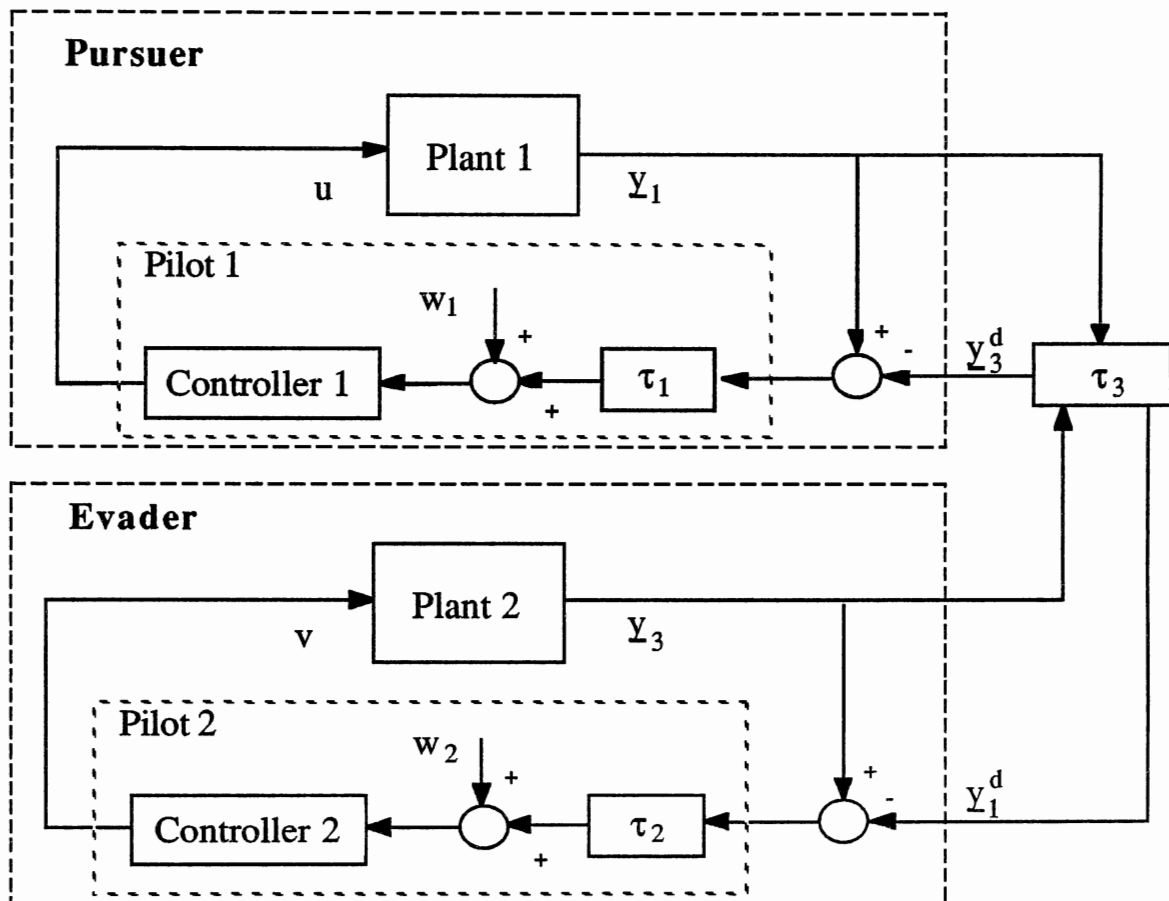 Pursuer
Plant 1
u
y₁
Pilot 1
w₁
+
+
-
y₃ᵈ
Controller 1
τ₁
τ₃
+
Evader
Plant 2
v
y₃
Pilot 2
w₂
+
+
-
y₁ᵈ
Controller 2
τ₂
+